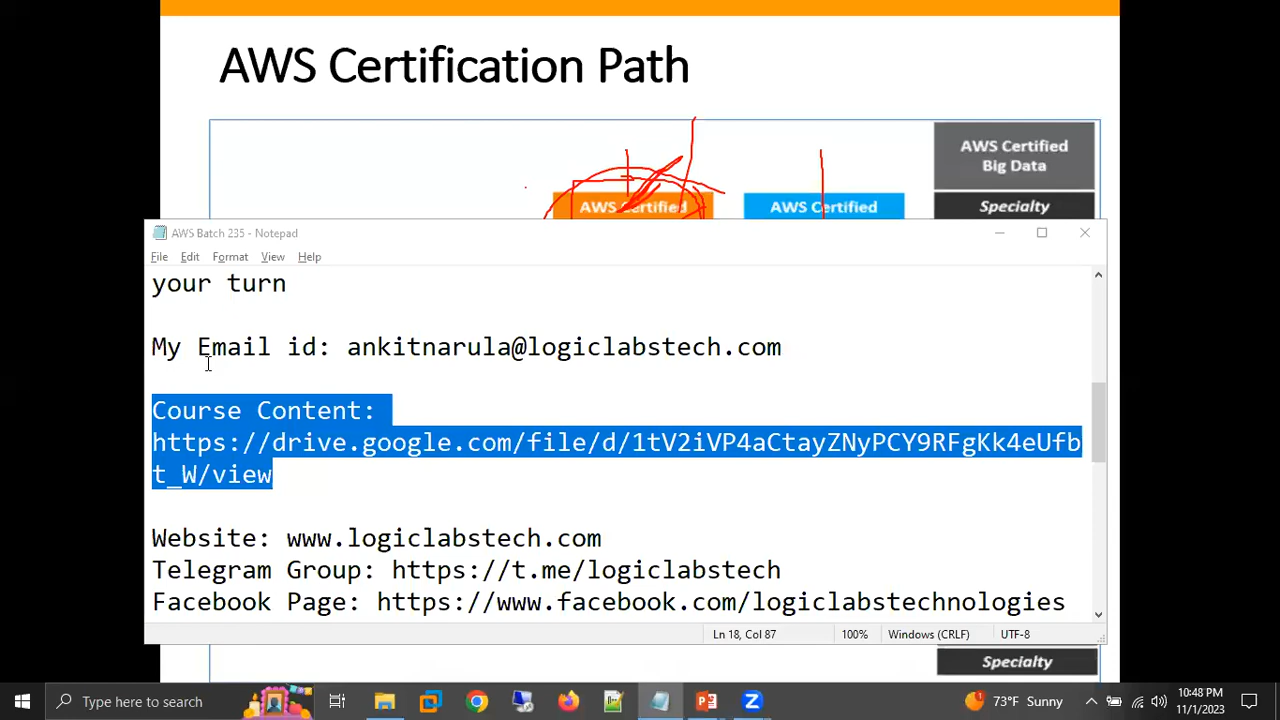 AWS Certification Path
AWS Certified
Big Data
AWS Certified
AWS Certified
Specialty
AWS Batch 235 - Notepad
File Edit Format View Help
your turn
My Email id: ankitnarula@logiclabstech.com
Course Content:
https://drive.google.com/file/d/1tV2iVP4aCtayZNyPCY9RFgKk4eUfb
t_W/view
Website: www.logiclabstech.com
Telegram Group: https://t.me/logiclabstech
Facebook Page: https://www.facebook.com/logiclabstechnologies
Ln 18, Col 87 100% Windows (CRLF) UTF-8
Specialty
Type here to search
73°F Sunny
10:48 PM
11/1/2023